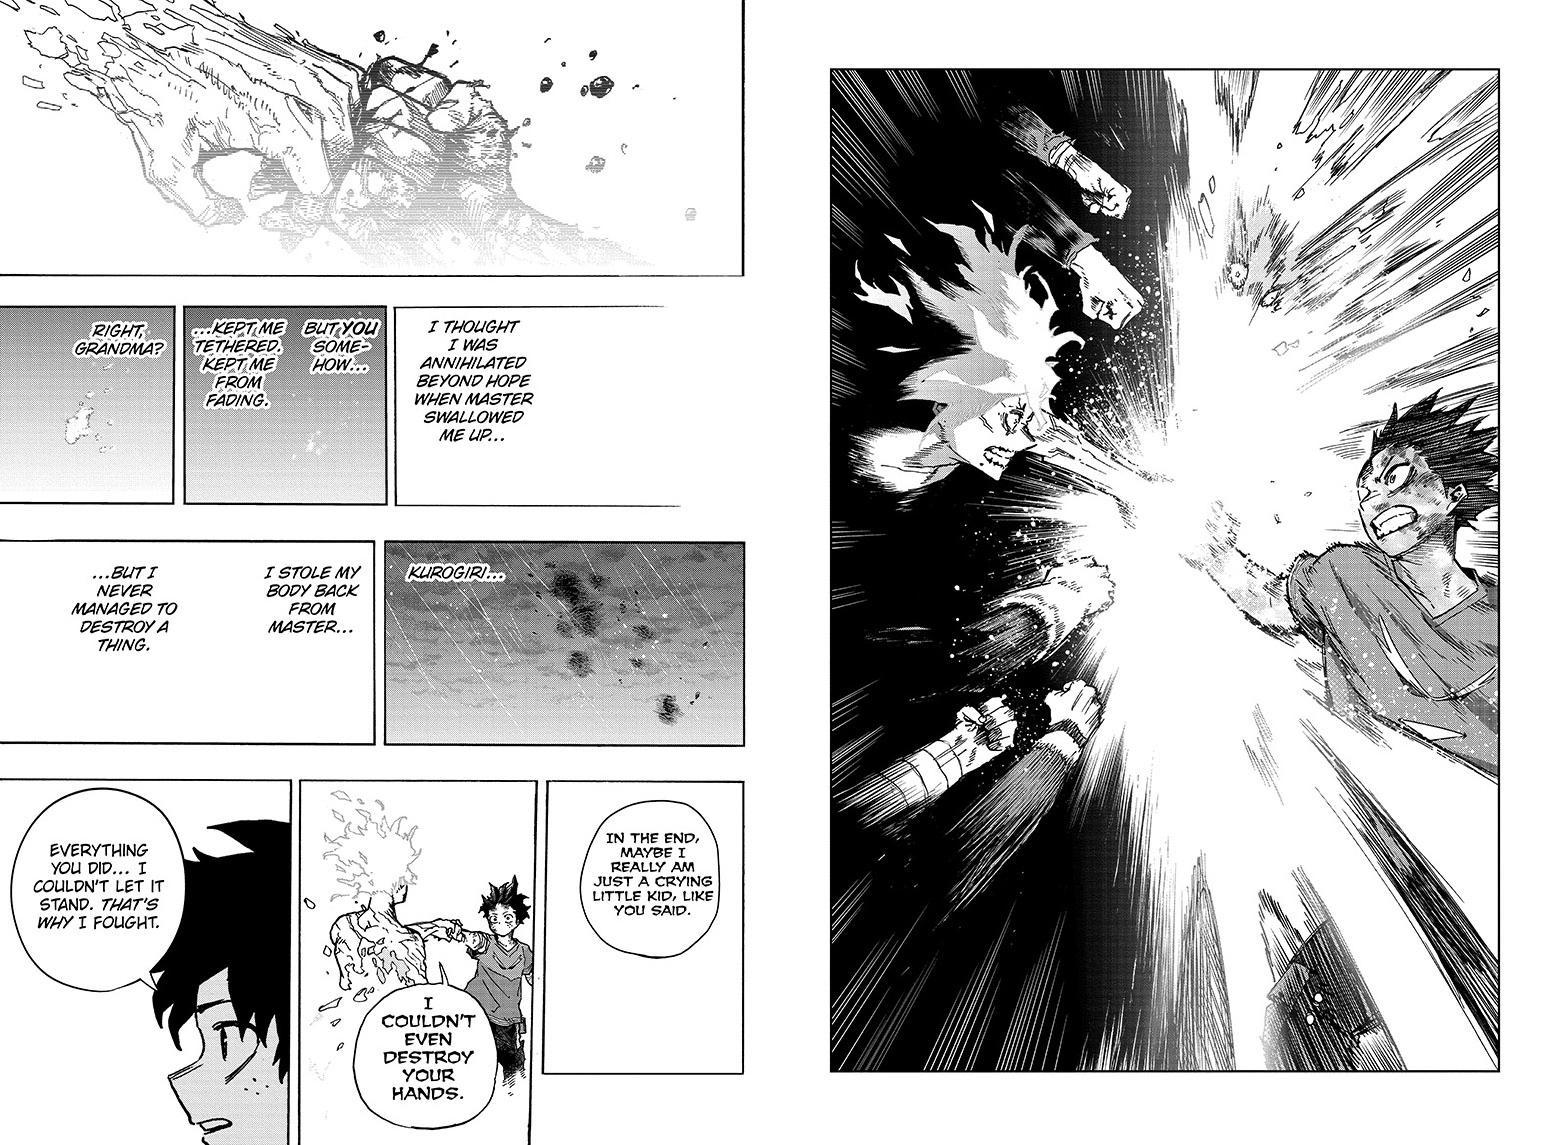 I THOUGHT
I WAS
ANNIHILATED
BEYOND HOPE
WHEN MASTER
SWALLOWED
ME UP...
BUT YOU
SOME-
HOW...
...KEPT ME
TETHERED.
KEPT ME
FROM
FADING.
RIGHT,
GRANDMA?
KUROGIRI...
I STOLE MY
BODY BACK
FROM
MASTER...
...BUT I
NEVER
MANAGED TO
DESTROY A
THING.
IN THE END,
MAYBE I
REALLY AM
JUST A CRYING
LITTLE KID, LIKE
YOU SAID.
I
COULDN'T
EVEN
DESTROY
YOUR
HANDS.
EVERYTHING
YOU DID... I
COULDN'T LET IT
STAND. THAT'S
WHY I FOUGHT.